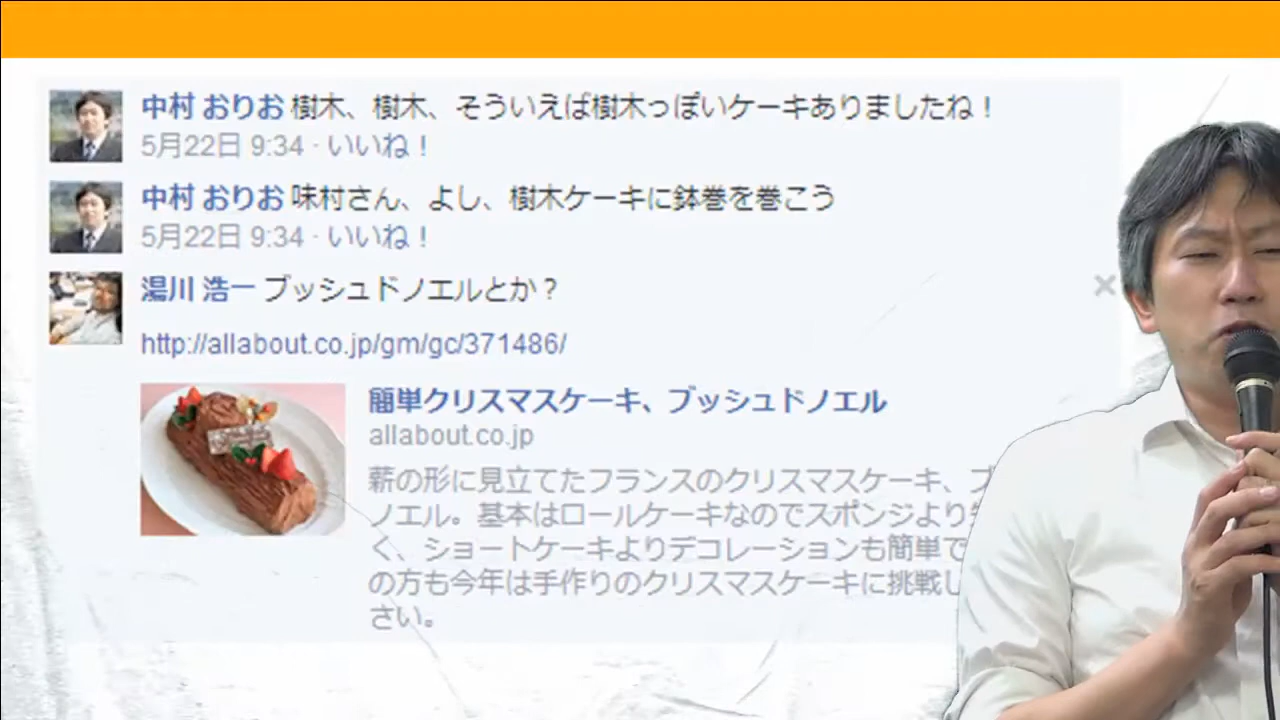 中村 おりお 樹木、樹木、そういえば樹木っぽいケーキありましたね！
5月22日 9:34 · いいね！
中村 おりお 味村さん、よし、樹木ケーキに鉢巻を巻こう
5月22日 9:34 · いいね！
湯川 浩一 ブッシュドノエルとか？
http://allabout.co.jp/gm/gc/371486/
簡単クリスマスケーキ、ブッシュドノエル
allabout.co.jp
薪の形に見立てたフランスのクリスマスケーキ、ブ
ノエル。基本はロールケーキなのでスポンジより
く、ショートケーキよりデコレーションも簡単で
の方も今年は手作りのクリスマスケーキに挑戦し
さい。